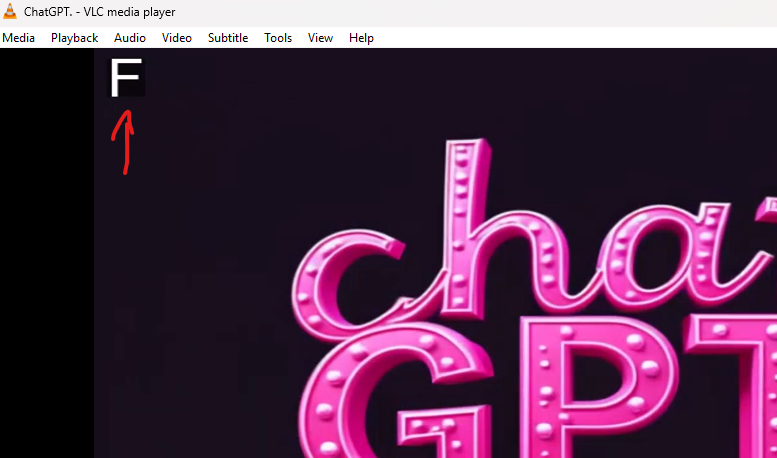 ChatGPT. - VLC media player
Media Playback Audio Video Subtitle Tools View Help
F
cha
GPT